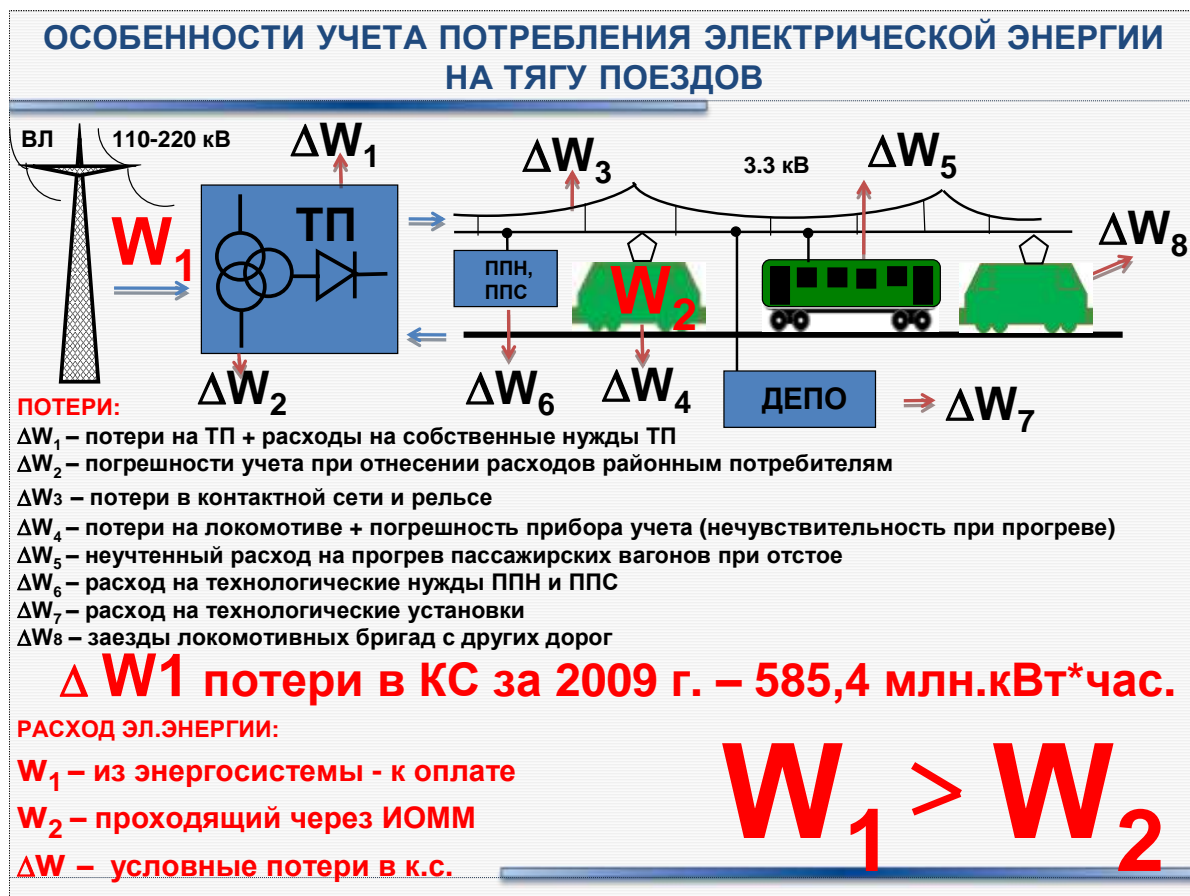 ОСОБЕННОСТИ УЧЕТА ПОТРЕБЛЕНИЯ ЭЛЕКТРИЧЕСКОЙ ЭНЕРГИИ
НА ТЯГУ ПОЕЗДОВ
ВЛ 110-220 кВ
ΔW1
ΔW3
3.3 кВ
ΔW5
W1
ТП
ΔW8
ППН,
ППС
W2
ΔW2
ΔW6
ΔW4
ДЕПО
ΔW7
ПОТЕРИ:
ΔW1 – потери на ТП + расходы на собственные нужды ТП
ΔW2 – погрешности учета при отнесении расходов районным потребителям
ΔW3 – потери в контактной сети и рельсе
ΔW4 – потери на локомотиве + погрешность прибора учета (нечувствительность при прогреве)
ΔW5 – неучтенный расход на прогрев пассажирских вагонов при отстое
ΔW6 – расход на технологические нужды ППН и ППС
ΔW7 – расход на технологические установки
ΔW8 – заезды локомотивных бригад с других дорог
Δ W1 потери в КС за 2009 г. – 585,4 млн.кВт*час.
РАСХОД ЭЛ.ЭНЕРГИИ:
W1 – из энергосистемы - к оплате
W2 – проходящий через ИОММ
ΔW – условные потери в к.с.
W1 > W2